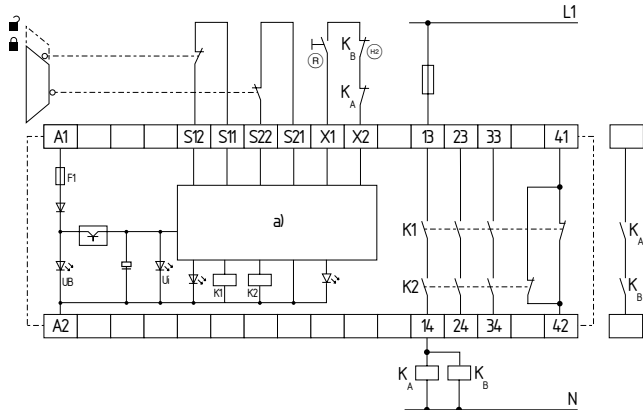 L1
K
B
H2
R
K
A
A1 S12 S11 S22 S21 X1 X2 13 23 33 41
F1
a)
K1
K
A
UB
Ui
K1
K2
K2
K
B
A2 14 24 34 42
K
A
K
B
N